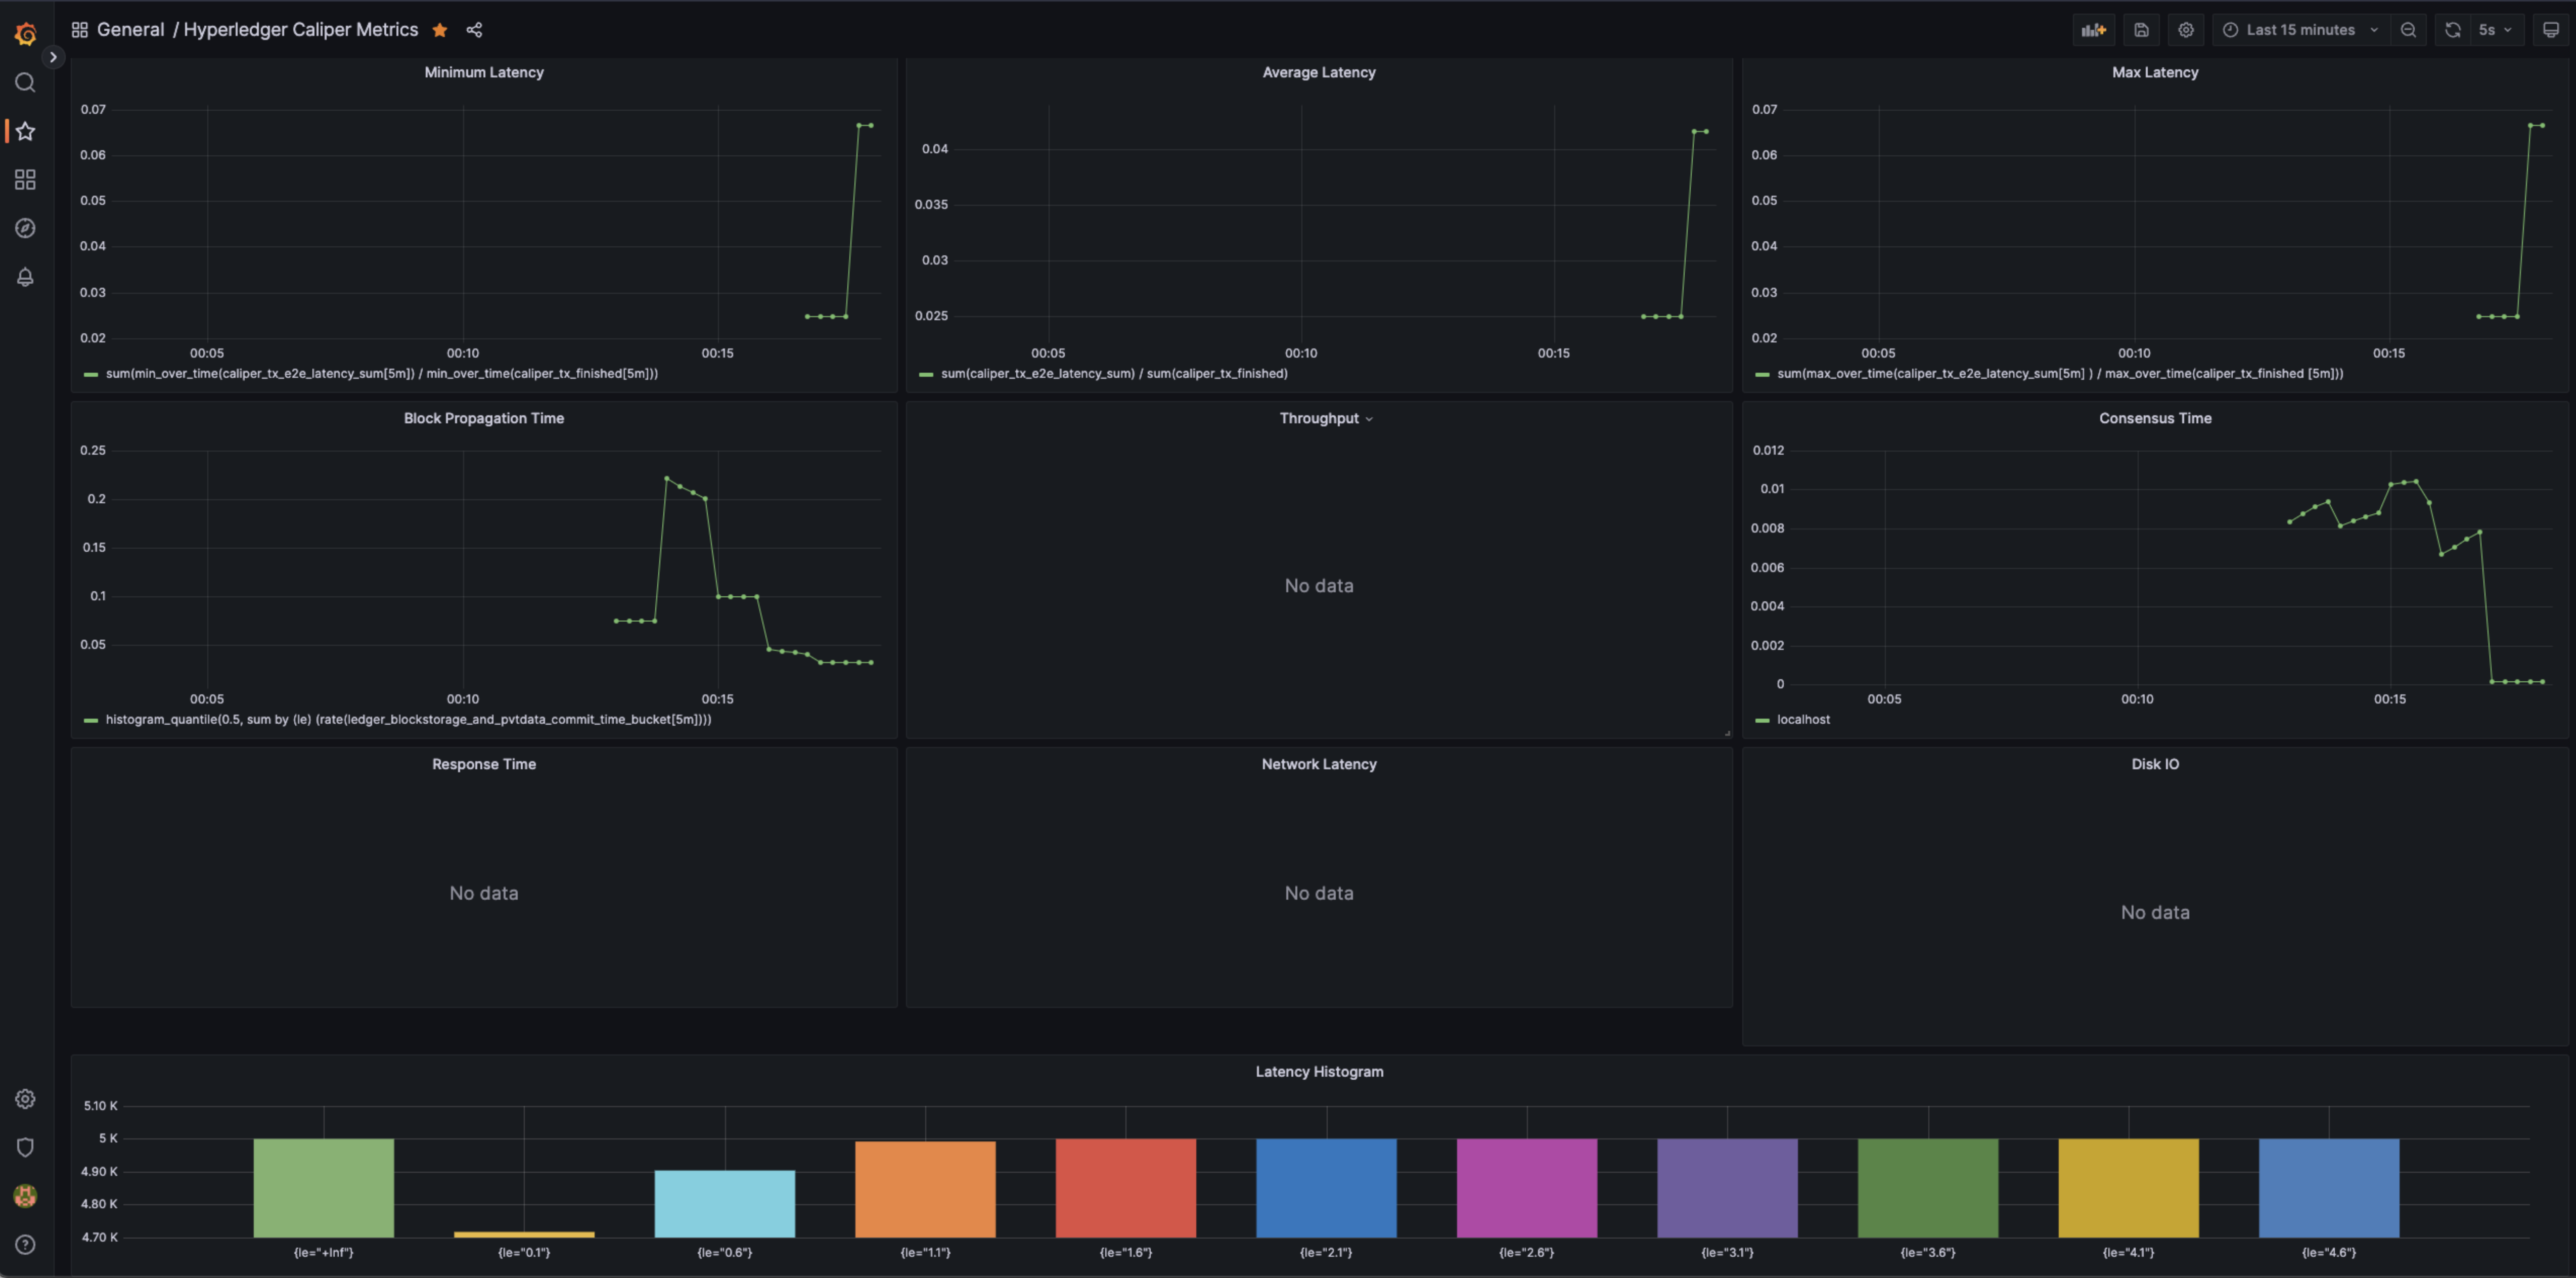 General / Hyperledger Caliper Metrics
Last 15 minutes
5s
Minimum Latency
0.07
0.06
0.05
0.04
0.03
0.02
00:05 00:10 00:15
sum(min_over_time(caliper_tx_e2e_latency_sum[5m]) / min_over_time(caliper_tx_finished[5m]))
Average Latency
0.04
0.035
0.03
0.025
00:05 00:10 00:15
sum(caliper_tx_e2e_latency_sum) / sum(caliper_tx_finished)
Max Latency
0.07
0.06
0.05
0.04
0.03
0.02
00:05 00:10 00:15
sum(max_over_time(caliper_tx_e2e_latency_sum[5m] ) / max_over_time(caliper_tx_finished [5m]))
Block Propagation Time
0.25
0.2
0.15
0.1
0.05
00:05 00:10 00:15
histogram_quantile(0.5, sum by (le) (rate(ledger_blockstorage_and_pvtdata_commit_time_bucket[5m])))
Throughput
No data
Consensus Time
0.012
0.01
0.008
0.006
0.004
0.002
0
00:05 00:10 00:15
localhost
Response Time
No data
Network Latency
No data
Disk IO
No data
Latency Histogram
5.10 K
5 K
4.90 K
4.80 K
4.70 K
{le="+Inf"} {le="0.1"} {le="0.6"} {le="1.1"} {le="1.6"} {le="2.1"} {le="2.6"} {le="3.1"} {le="3.6"} {le="4.1"} {le="4.6"}